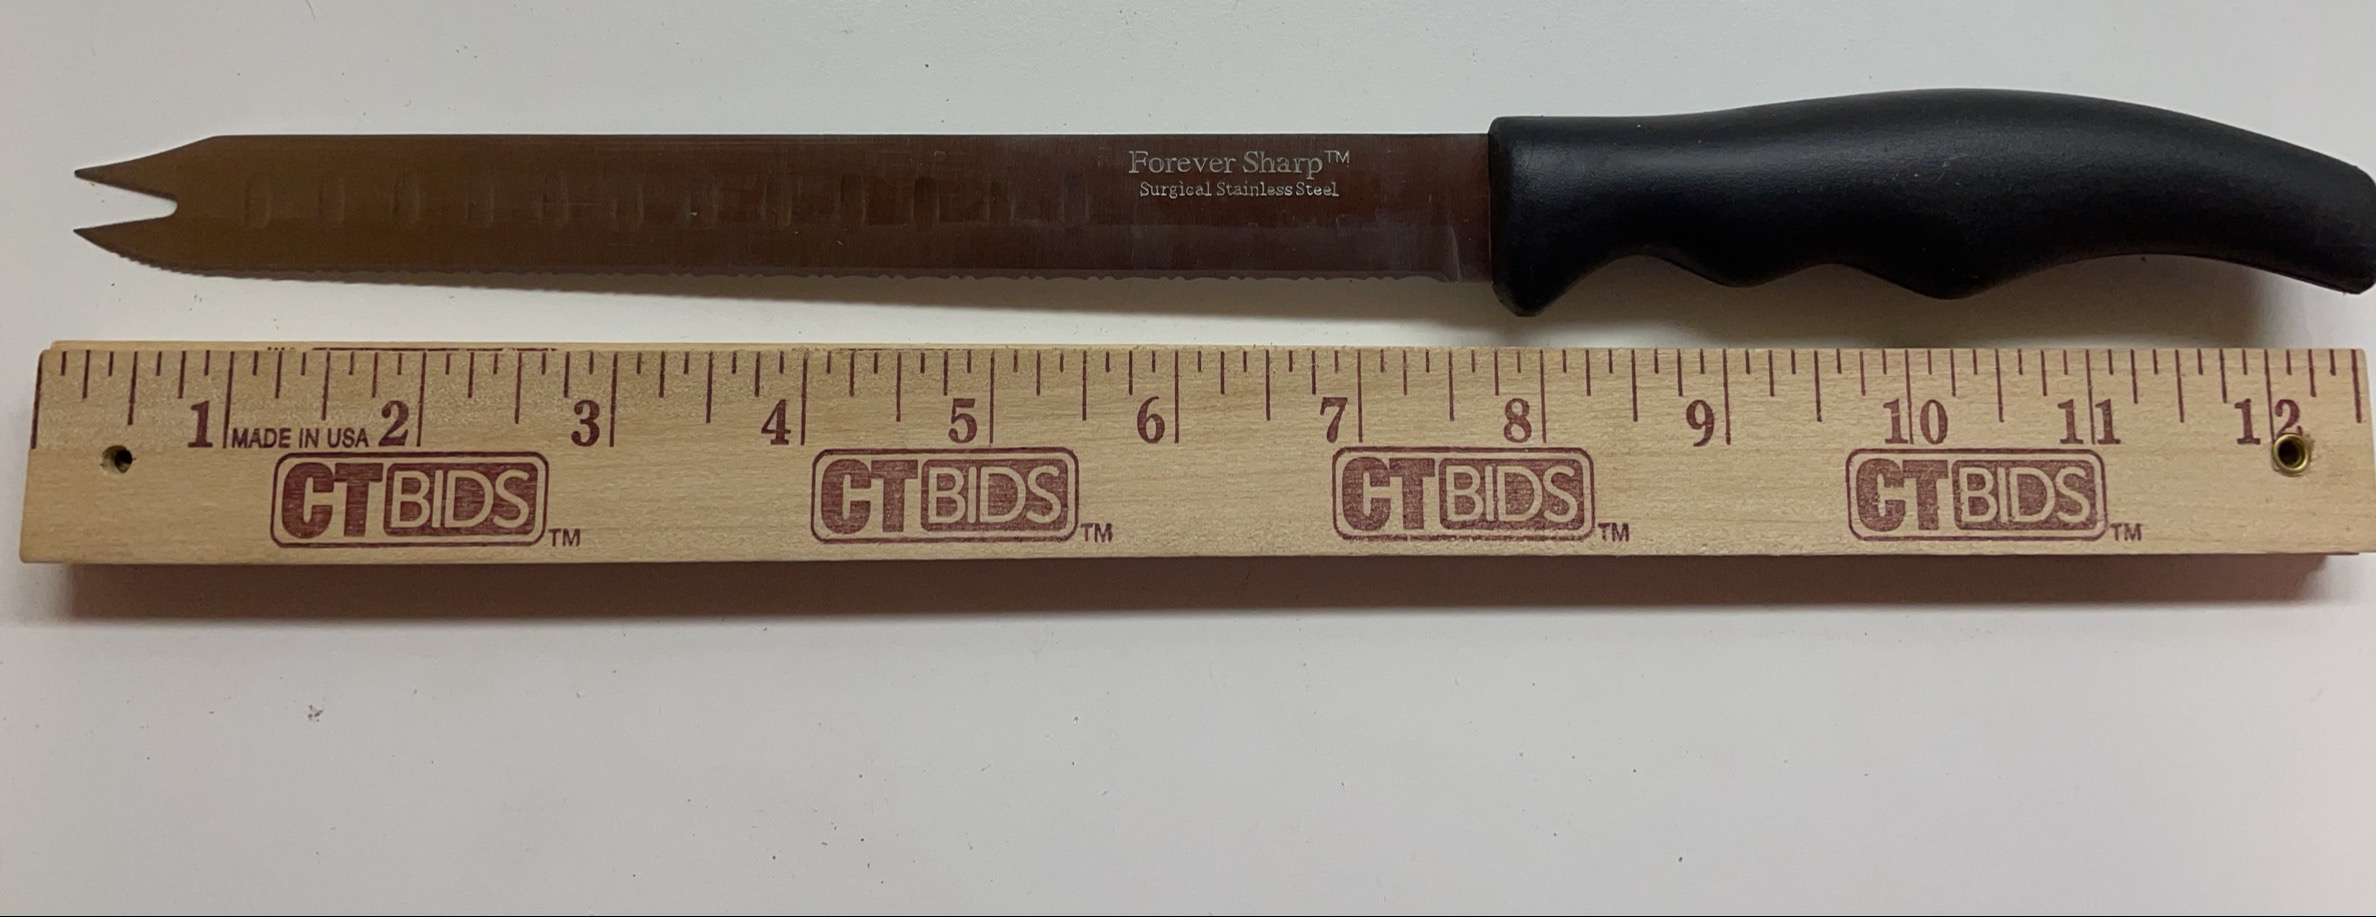 Forever Sharp™
Surgical Stainless Steel
1 2 3 4 5 6 7 8 9 10 11 12
MADE IN USA
CTBIDS™ CTBIDS™ CTBIDS™ CTBIDS™